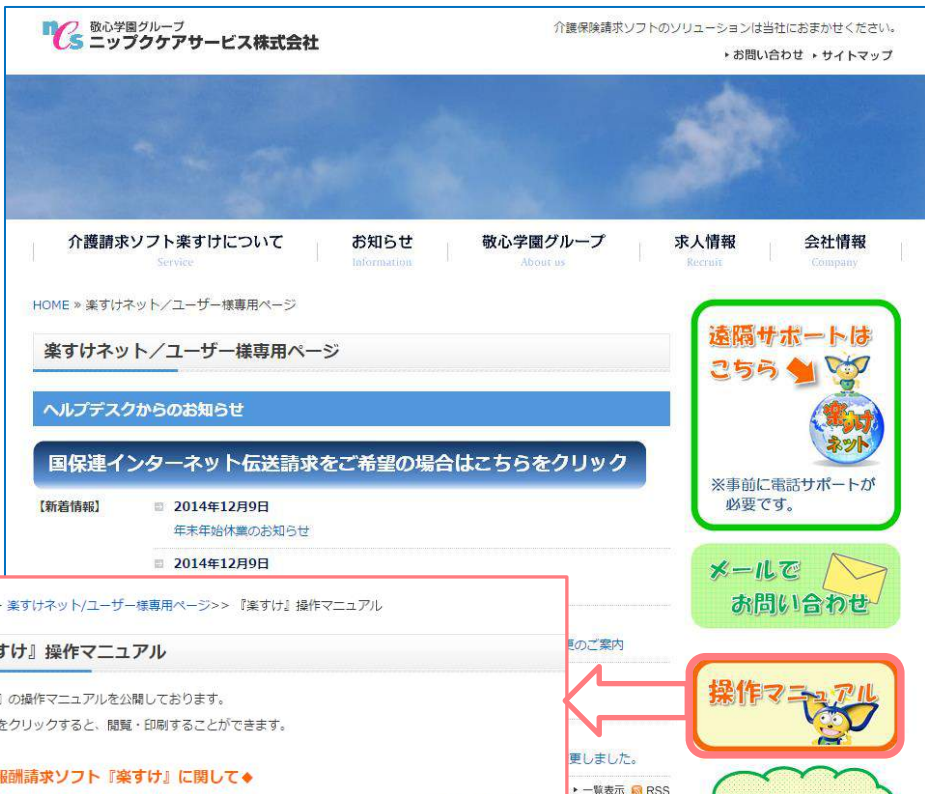 ncs 敬心学園グループ
ニップクケアサービス株式会社
介護保険請求ソフトのソリューションは当社におまかせください。
お問い合わせ サイトマップ
介護請求ソフト楽すけについて お知らせ 敬心学園グループ 求人情報 会社情報
Service Information About us Recruit Company
HOME » 楽すけネット／ユーザー様専用ページ
楽すけネット／ユーザー様専用ページ
ヘルプデスクからのお知らせ
国保連インターネット伝送請求をご希望の場合はこちらをクリック
【新着情報】 2014年12月9日
年末年始休業のお知らせ
2014年12月9日
更のご案内
更しました。
一覧表示 RSS
楽すけネット/ユーザー様専用ページ>> 『楽すけ』操作マニュアル
すけ』操作マニュアル
』の操作マニュアルを公開しております。
をクリックすると、閲覧・印刷することができます。
報酬請求ソフト『楽すけ』に関して◆
遠隔サポートは
こちら
楽すけ
ネット
※事前に電話サポートが
必要です。
メールで
お問い合わせ
操作マニュアル